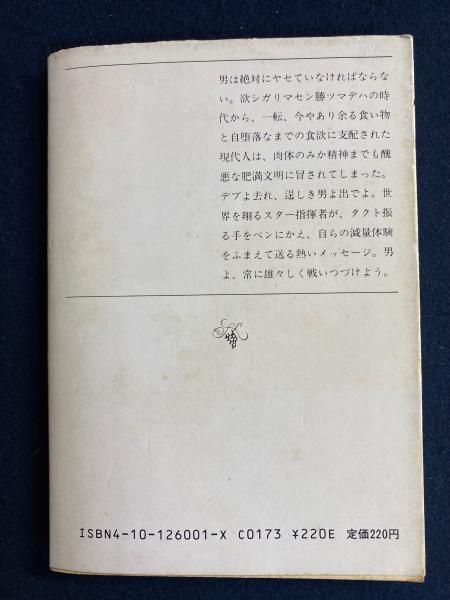 男は絶対にヤセていなければならな
い。欲シガリマセン勝ツマデハの時
代から、一転、今やあり余る食い物
と自堕落なまでの食欲に支配された
現代人は、肉体のみか精神までも醜
悪な肥満文明に冒されてしまった。
デブよ去れ、逞しき男よ出でよ。世
界を翔るスター指揮者が、タクト振
る手をペンにかえ、自らの減量体験
をふまえて送る熱いメッセージ。男
よ、常に雄々しく戦いつづけよう。
ISBN4-10-126001-X C0173 ¥220E 定価220円